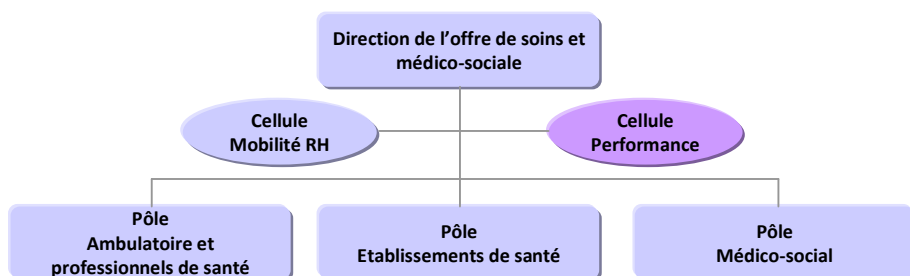 Direction de l'offre de soins et
médico-sociale
Cellule
Mobilité RH
Cellule
Performance
Pôle
Ambulatoire et
professionnels de santé
Pôle
Etablissements de santé
Pôle
Médico-social